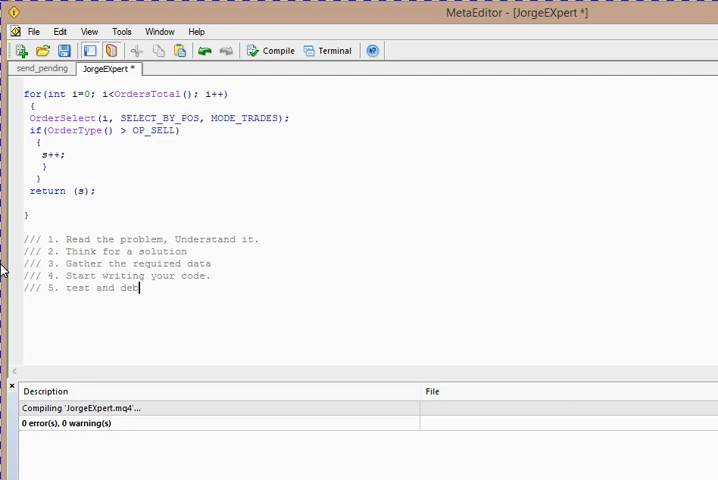 MetaEditor - [JorgeEXpert *]
File Edit View Tools Window Help
Compile Terminal
send_pending JorgeEXpert *
for(int i=0; i<OrdersTotal(); i++)
{
OrderSelect(i, SELECT_BY_POS, MODE_TRADES);
if(OrderType() > OP_SELL)
{
s++;
}
}
return (s);
}
/// 1. Read the problem, Understand it.
/// 2. Think for a solution
/// 3. Gather the required data
/// 4. Start writing your code.
/// 5. test and deb
Description File
Compiling 'JorgeEXpert.mq4'...
0 error(s), 0 warning(s)